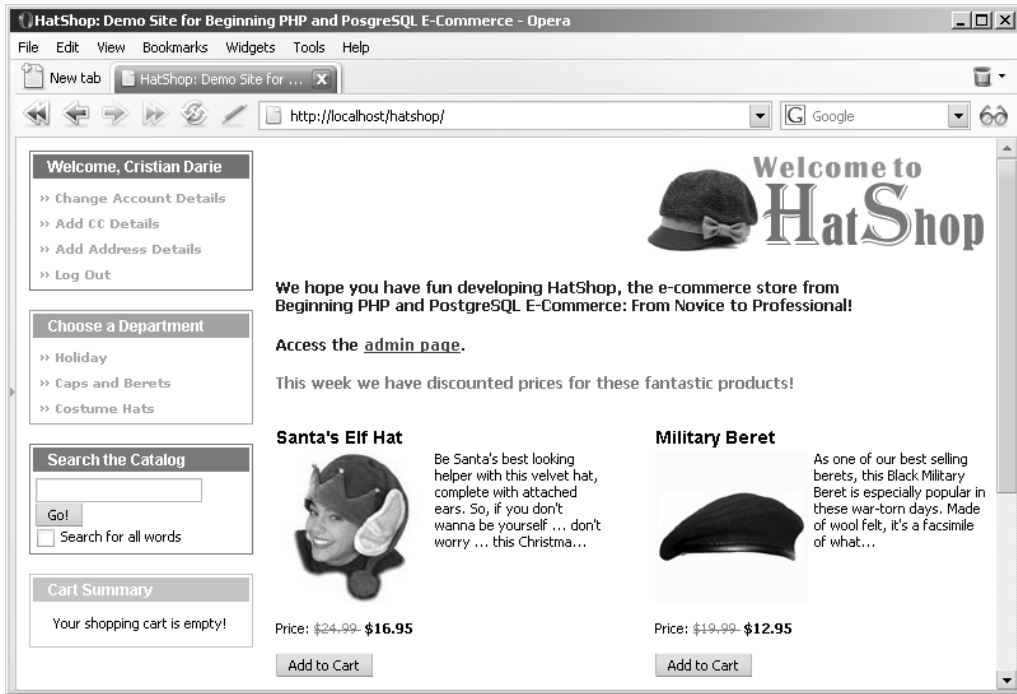 HatShop: Demo Site for Beginning PHP and PosgreSQL E-Commerce - Opera
File Edit View Bookmarks Widgets Tools Help
New tab
HatShop: Demo Site for ...
http://localhost/hatshop/
G Google
Welcome, Cristian Darie
» Change Account Details
» Add CC Details
» Add Address Details
» Log Out
Choose a Department
» Holiday
» Caps and Berets
» Costume Hats
Search the Catalog
Go!
Search for all words
Cart Summary
Your shopping cart is empty!
Welcome to
HatShop
We hope you have fun developing HatShop, the e-commerce store from
Beginning PHP and PostgreSQL E-Commerce: From Novice to Professional!
Access the admin page.
This week we have discounted prices for these fantastic products!
Santa's Elf Hat
Be Santa's best looking
helper with this velvet hat,
complete with attached
ears. So, if you don't
wanna be yourself ... don't
worry ... this Christma...
Price: $24.99 $16.95
Add to Cart
Military Beret
As one of our best selling
berets, this Black Military
Beret is especially popular in
these war-torn days. Made
of wool felt, it's a facsimile
of what...
Price: $19.99 $12.95
Add to Cart